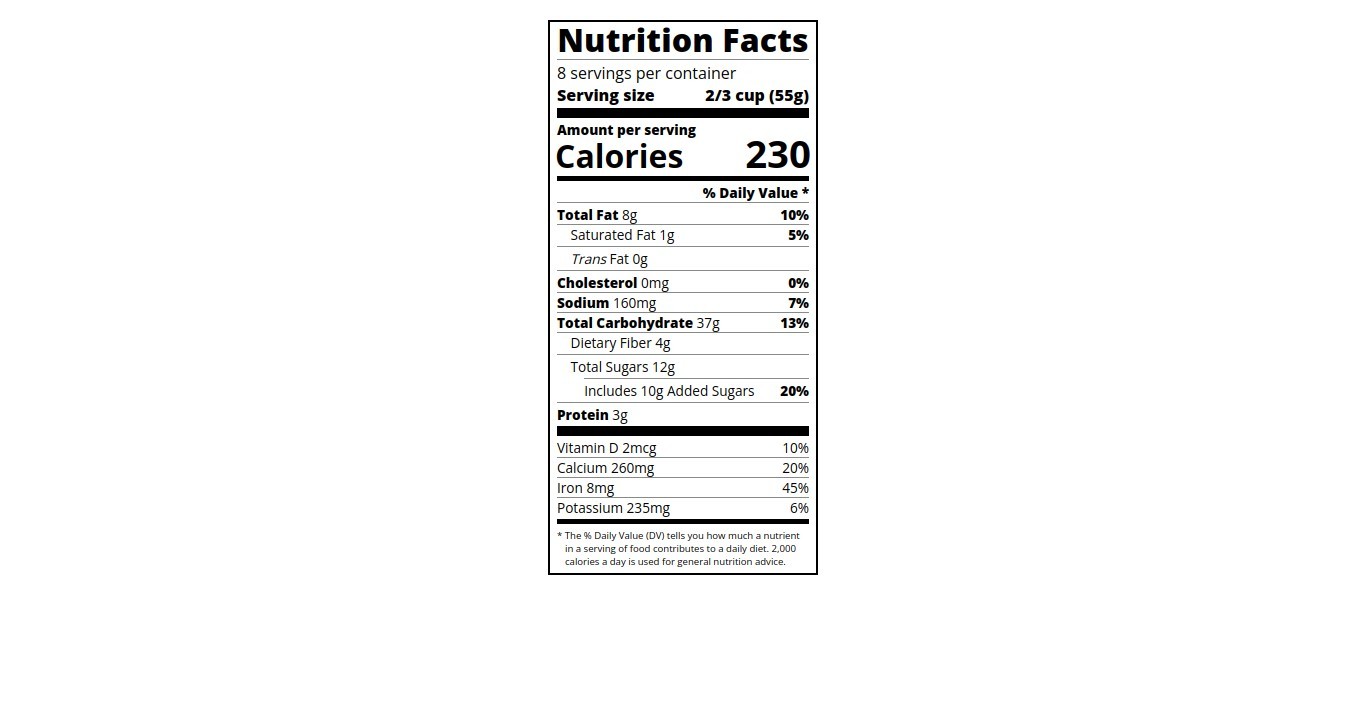 Nutrition Facts
8 servings per container
Serving size 2/3 cup (55g)
Amount per serving
Calories 230
% Daily Value *
Total Fat 8g 10%
Saturated Fat 1g 5%
Trans Fat 0g
Cholesterol 0mg 0%
Sodium 160mg 7%
Total Carbohydrate 37g 13%
Dietary Fiber 4g
Total Sugars 12g
Includes 10g Added Sugars 20%
Protein 3g
Vitamin D 2mcg 10%
Calcium 260mg 20%
Iron 8mg 45%
Potassium 235mg 6%
* The % Daily Value (DV) tells you how much a nutrient
in a serving of food contributes to a daily diet. 2,000
calories a day is used for general nutrition advice.